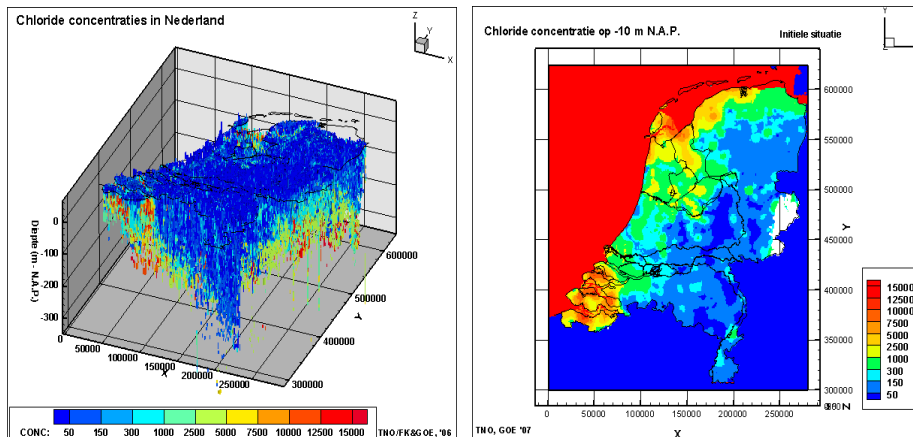 Chloride concentraties in Nederland
Z
Y
X
Diepte (m - N.A.P.)
0
-100
-200
-300
0
50000
100000
150000
200000
250000
X
300000
400000
500000
600000
Y
CONC: 50 150 300 1000 2500 5000 7500 10000 12500 15000
TNO/FK&GOE, '06
Chloride concentratie op -10 m N.A.P.
Initiele situatie
Y
Z
600000
550000
500000
450000
400000
350000
300000
Y
Z
0
50000
100000
150000
200000
250000
X
15000
12500
10000
7500
5000
2500
1000
300
150
50
TNO, GOE '07